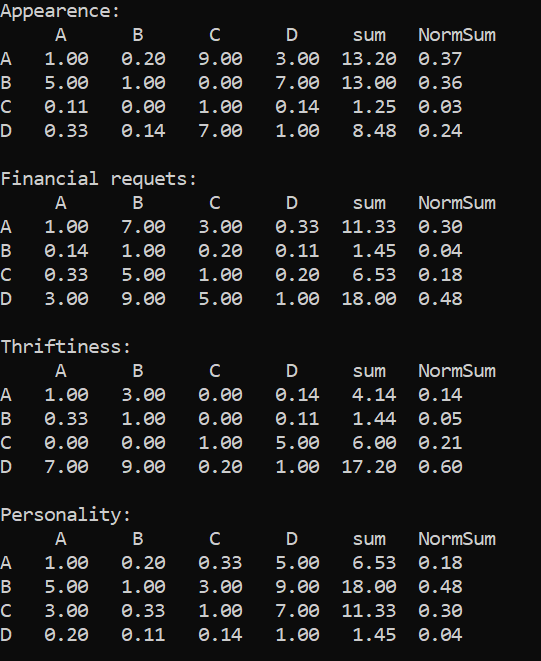 Appearence:
A B C D sum NormSum
A 1.00 0.20 9.00 3.00 13.20 0.37
B 5.00 1.00 0.00 7.00 13.00 0.36
C 0.11 0.00 1.00 0.14 1.25 0.03
D 0.33 0.14 7.00 1.00 8.48 0.24
Financial requets:
A B C D sum NormSum
A 1.00 7.00 3.00 0.33 11.33 0.30
B 0.14 1.00 0.20 0.11 1.45 0.04
C 0.33 5.00 1.00 0.20 6.53 0.18
D 3.00 9.00 5.00 1.00 18.00 0.48
Thriftiness:
A B C D sum NormSum
A 1.00 3.00 0.00 0.14 4.14 0.14
B 0.33 1.00 0.00 0.11 1.44 0.05
C 0.00 0.00 1.00 5.00 6.00 0.21
D 7.00 9.00 0.20 1.00 17.20 0.60
Personality:
A B C D sum NormSum
A 1.00 0.20 0.33 5.00 6.53 0.18
B 5.00 1.00 3.00 9.00 18.00 0.48
C 3.00 0.33 1.00 7.00 11.33 0.30
D 0.20 0.11 0.14 1.00 1.45 0.04